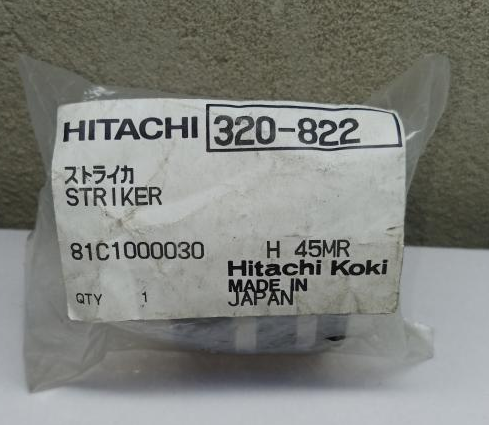 HITACHI 320-822
ストライカ
STRIKER
81C1000030 H 45MR
Hitachi Koki
MADE IN
QTY 1 JAPAN